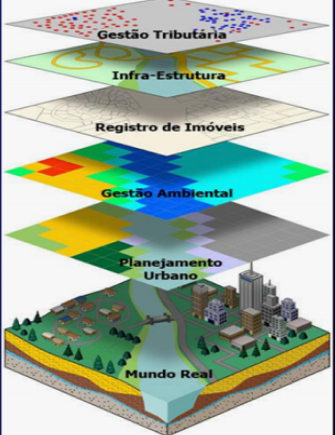 Gestão Tributária
Infra-Estrutura
Registro de Imóveis
Gestão Ambiental
Planejamento
Urbano
Mundo Real